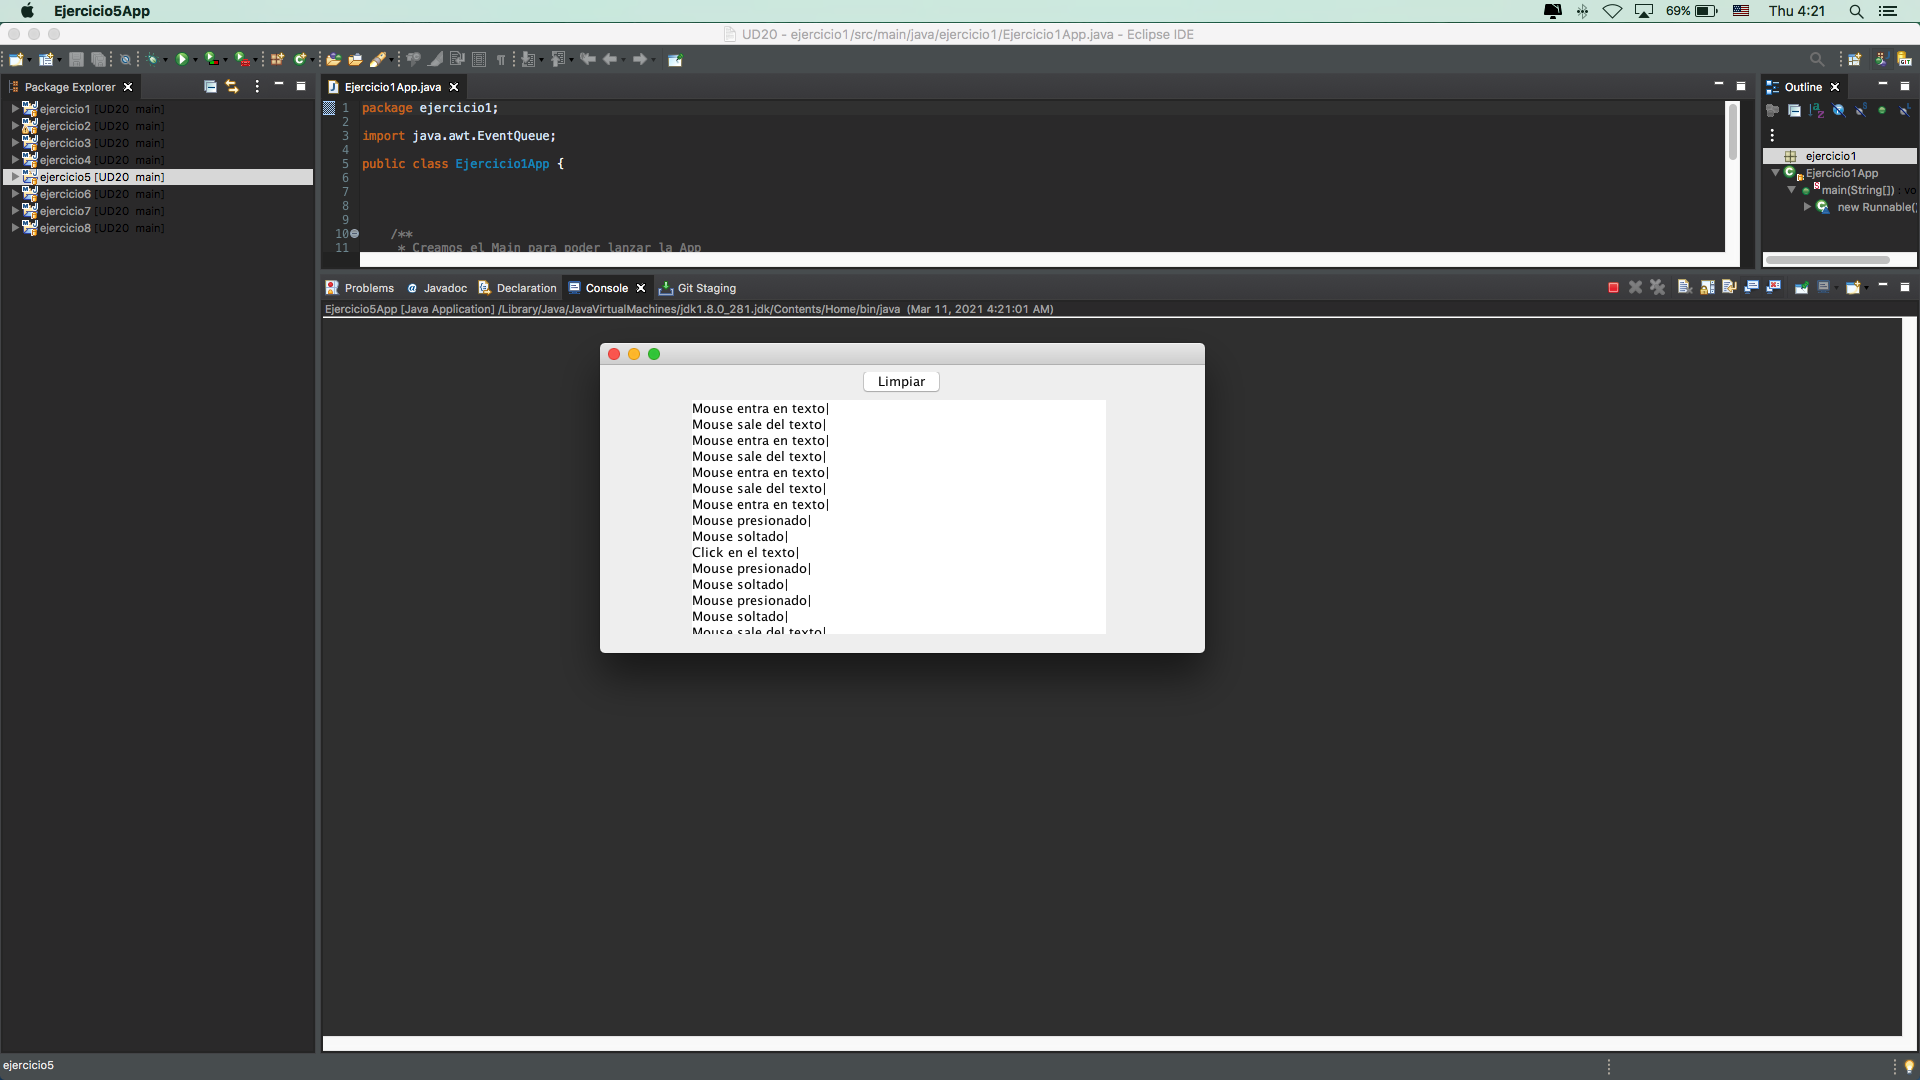 Ejercicio5App
69%
Thu 4:21
UD20 - ejercicio1/src/main/java/ejercicio1/Ejercicio1App.java - Eclipse IDE
Package Explorer
ejercicio1 [UD20 main]
ejercicio2 [UD20 main]
ejercicio3 [UD20 main]
ejercicio4 [UD20 main]
ejercicio5 [UD20 main]
ejercicio6 [UD20 main]
ejercicio7 [UD20 main]
ejercicio8 [UD20 main]
Ejercicio1App.java
1 package ejercicio1;
2
3 import java.awt.EventQueue;
4
5 public class Ejercicio1App {
6
7
8
9
10 /**
11 * Creamos el Main para poder lanzar la App
Outline
ejercicio1
Ejercicio1App
main(String[]) : vo
new Runnable()
Problems
Javadoc
Declaration
Console
Git Staging
Ejercicio5App [Java Application] /Library/Java/JavaVirtualMachines/jdk1.8.0_281.jdk/Contents/Home/bin/java (Mar 11, 2021 4:21:01 AM)
Limpiar
Mouse entra en texto|
Mouse sale del texto|
Mouse entra en texto|
Mouse sale del texto|
Mouse entra en texto|
Mouse sale del texto|
Mouse entra en texto|
Mouse presionado|
Mouse soltado|
Click en el texto|
Mouse presionado|
Mouse soltado|
Mouse presionado|
Mouse soltado|
Mouse sale del texto|
ejercicio5